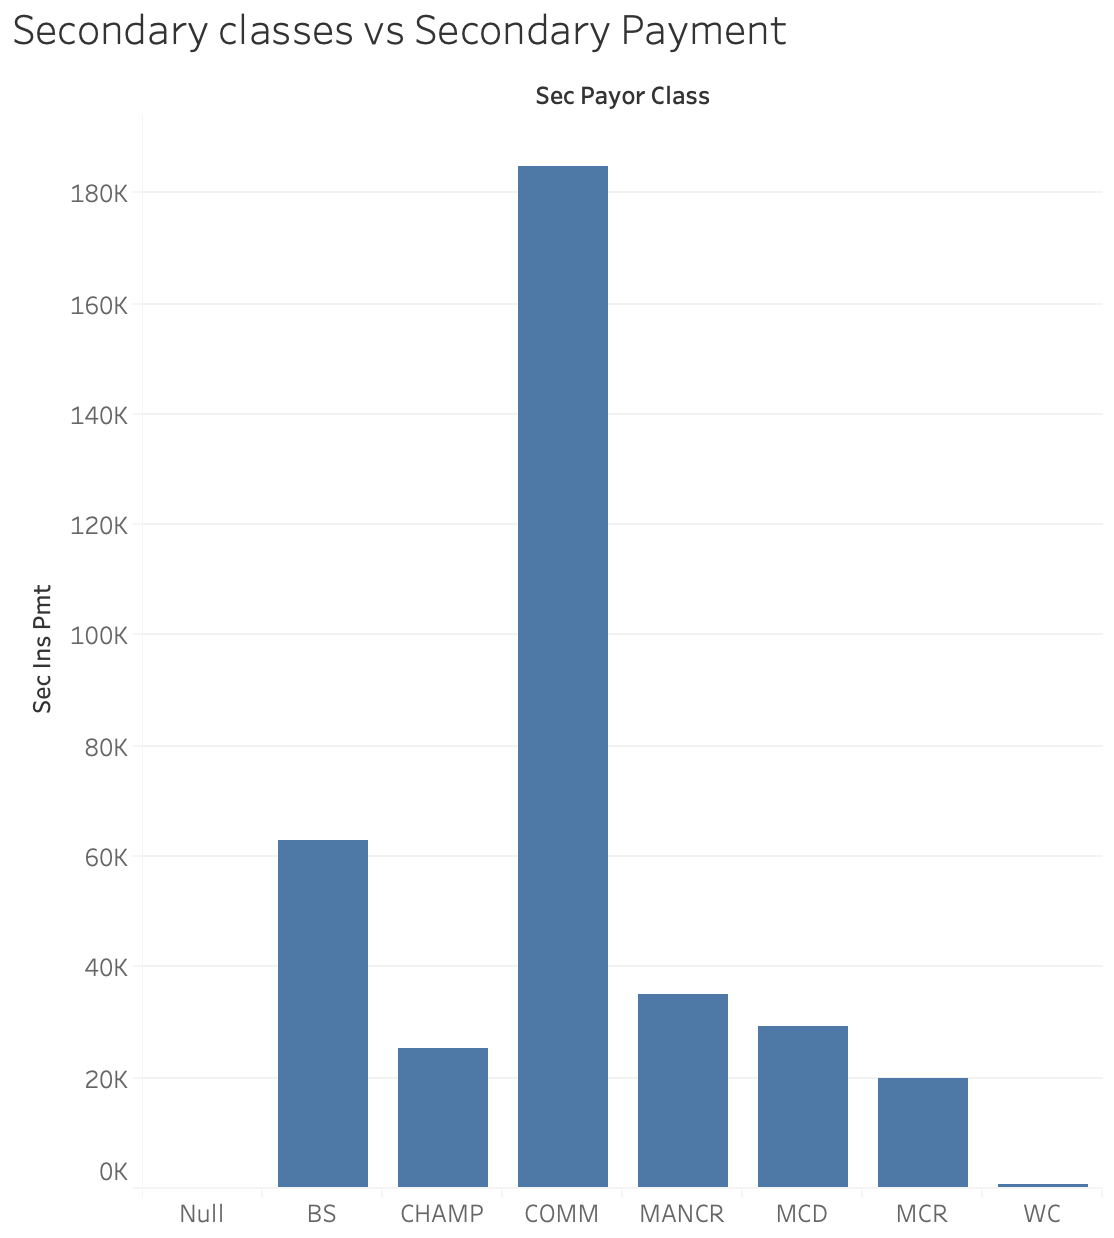 Secondary classes vs Secondary Payment
Sec Payor Class
180K
160K
140K
120K
100K
80K
60K
40K
20K
0K
Sec Ins Pmt
Null BS CHAMP COMM MANCR MCD MCR WC